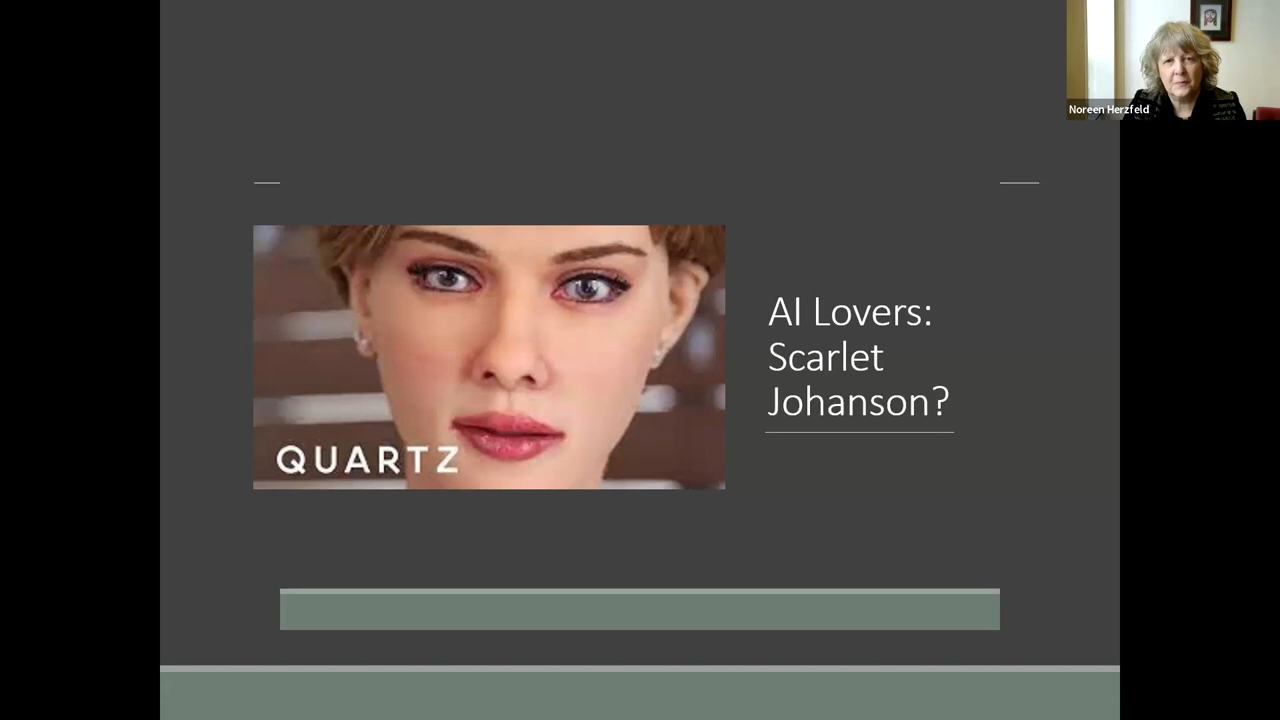 Noreen Herzfeld
QUARTZ
AI Lovers:
Scarlet
Johanson?